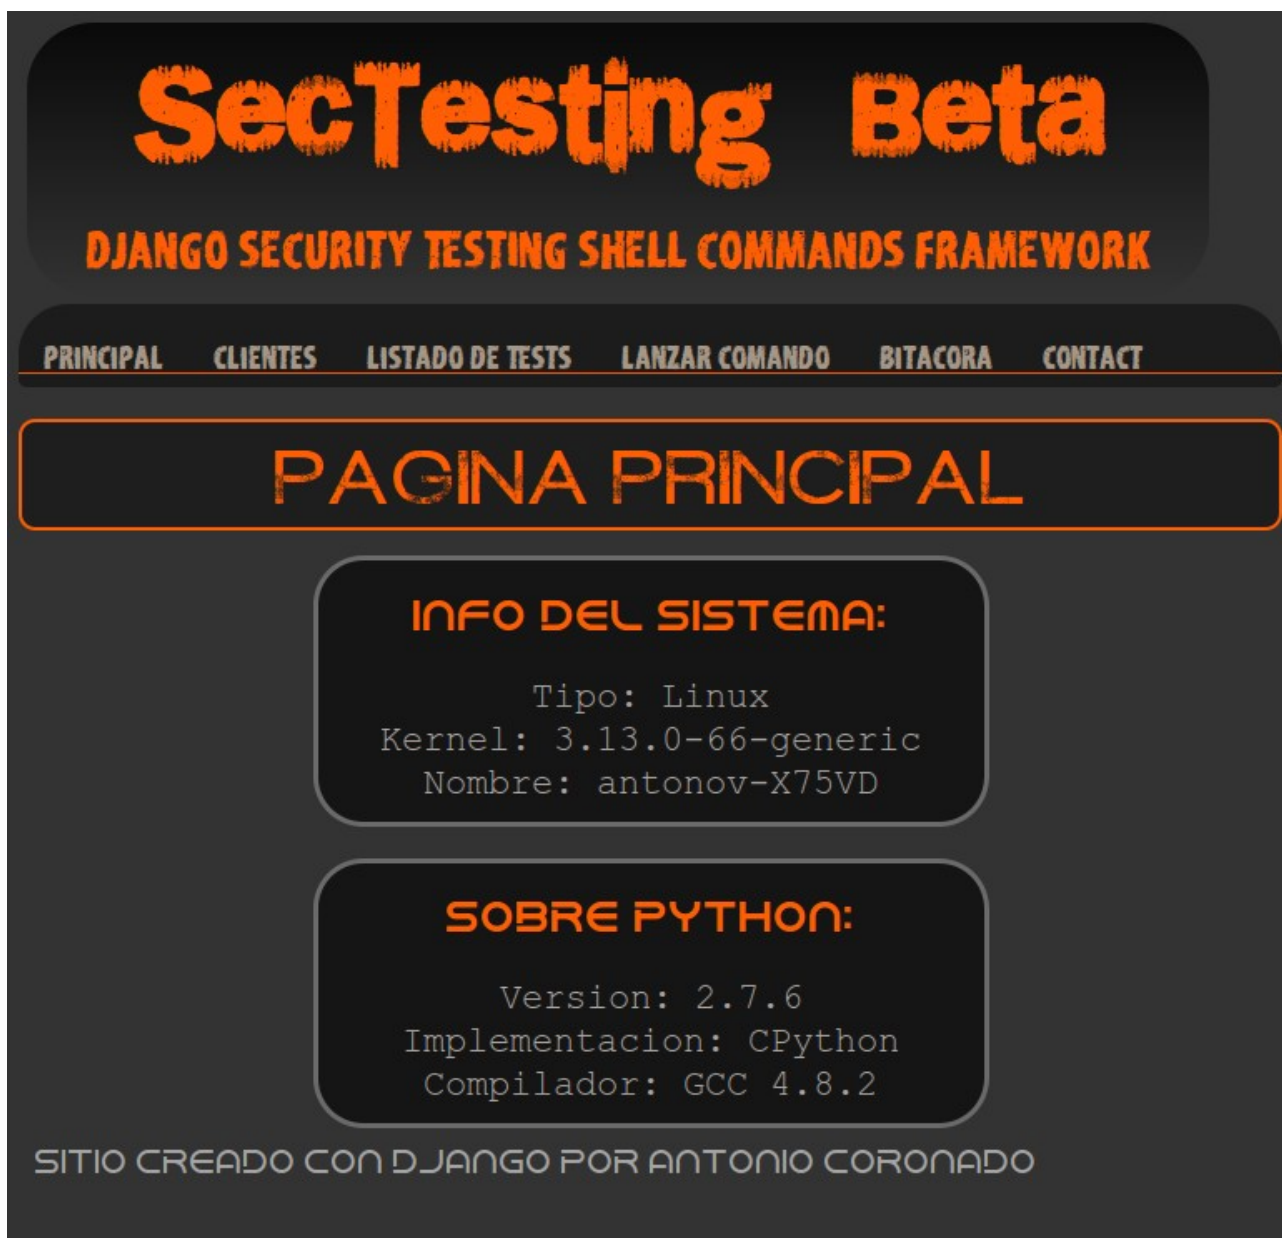 SecTesting Beta
DJANGO SECURITY TESTING SHELL COMMANDS FRAMEWORK
PRINCIPAL CLIENTES LISTADO DE TESTS LANZAR COMANDO BITACORA CONTACT
PAGINA PRINCIPAL
INFO DEL SISTEMA:
Tipo: Linux
Kernel: 3.13.0-66-generic
Nombre: antonov-X75VD
SOBRE PYTHON:
Version: 2.7.6
Implementacion: CPython
Compilador: GCC 4.8.2
SITIO CREADO CON DJANGO POR ANTONIO CORONADO